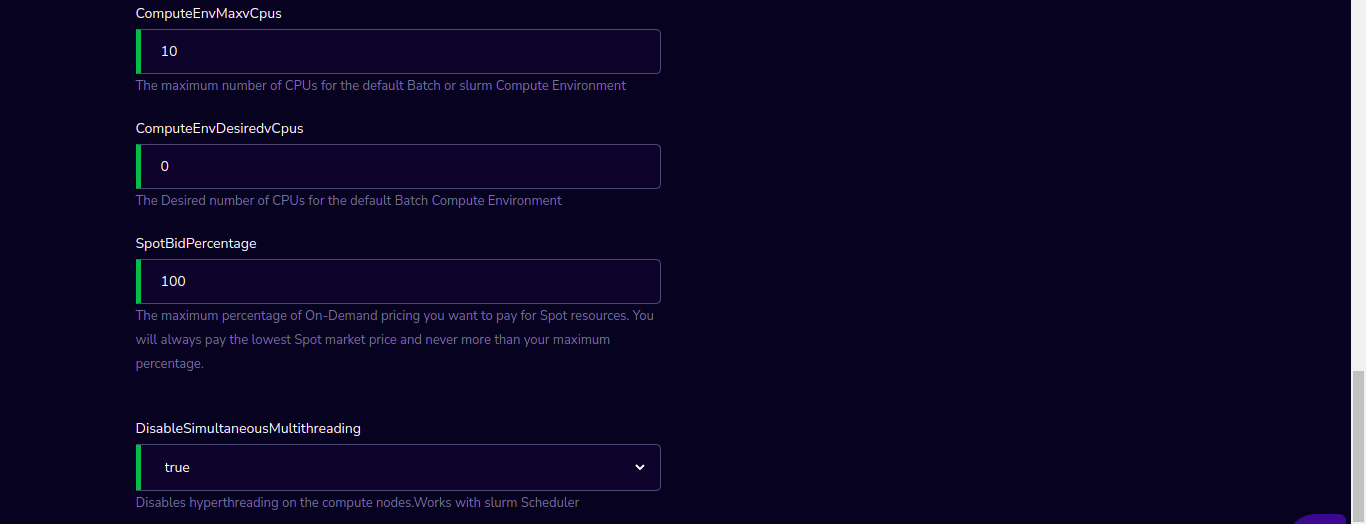 ComputeEnvMaxvCpus
10
The maximum number of CPUs for the default Batch or slurm Compute Environment
ComputeEnvDesiredvCpus
0
The Desired number of CPUs for the default Batch Compute Environment
SpotBidPercentage
100
The maximum percentage of On-Demand pricing you want to pay for Spot resources. You
will always pay the lowest Spot market price and never more than your maximum
percentage.
DisableSimultaneousMultithreading
true
Disables hyperthreading on the compute nodes.Works with slurm Scheduler